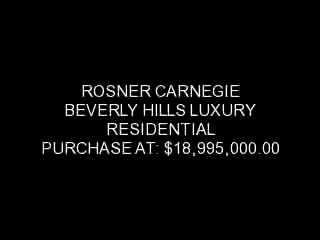 ROSNER CARNEGIE
BEVERLY HILLS LUXURY
RESIDENTIAL
PURCHASE AT: $18,995,000.00